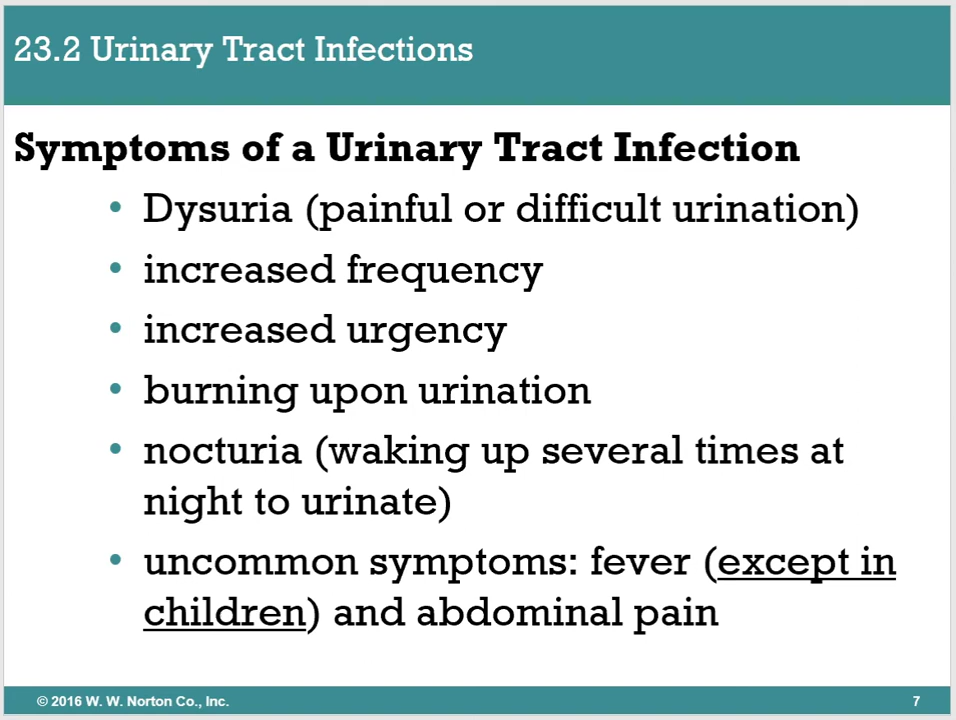 23.2 Urinary Tract Infections
Symptoms of a Urinary Tract Infection
• Dysuria (painful or difficult urination)
• increased frequency
• increased urgency
• burning upon urination
• nocturia (waking up several times at
night to urinate)
• uncommon symptoms: fever (except in
children) and abdominal pain
© 2016 W. W. Norton Co., Inc.
7